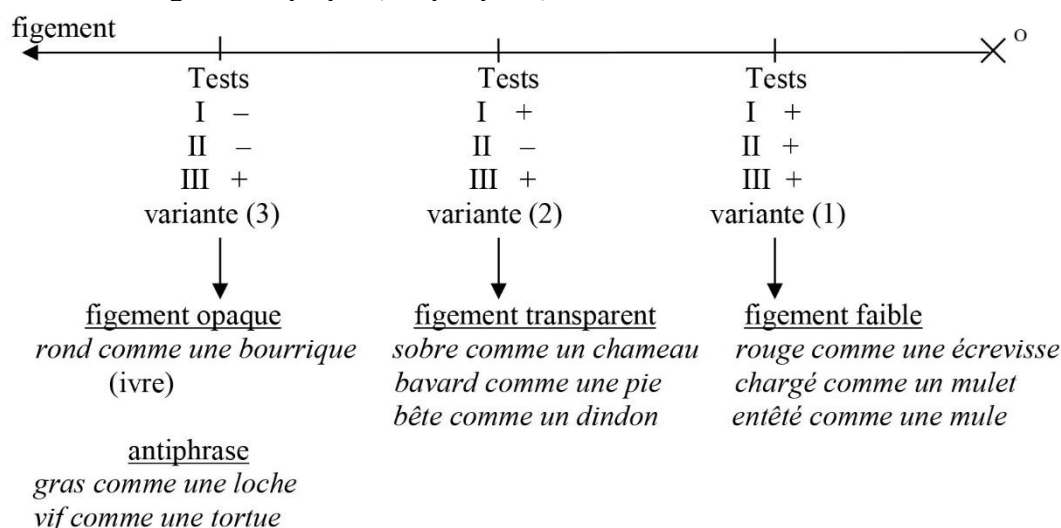 figement o
Tests Tests Tests
I – I + I +
II – II – II +
III + III + III +
variante (3) variante (2) variante (1)
figement opaque figement transparent figement faible
rond comme une bourrique sobre comme un chameau rouge comme une écrevisse
(ivre) bavard comme une pie chargé comme un mulet
bête comme un dindon entêté comme une mule
antiphrase
gras comme une loche
vif comme une tortue